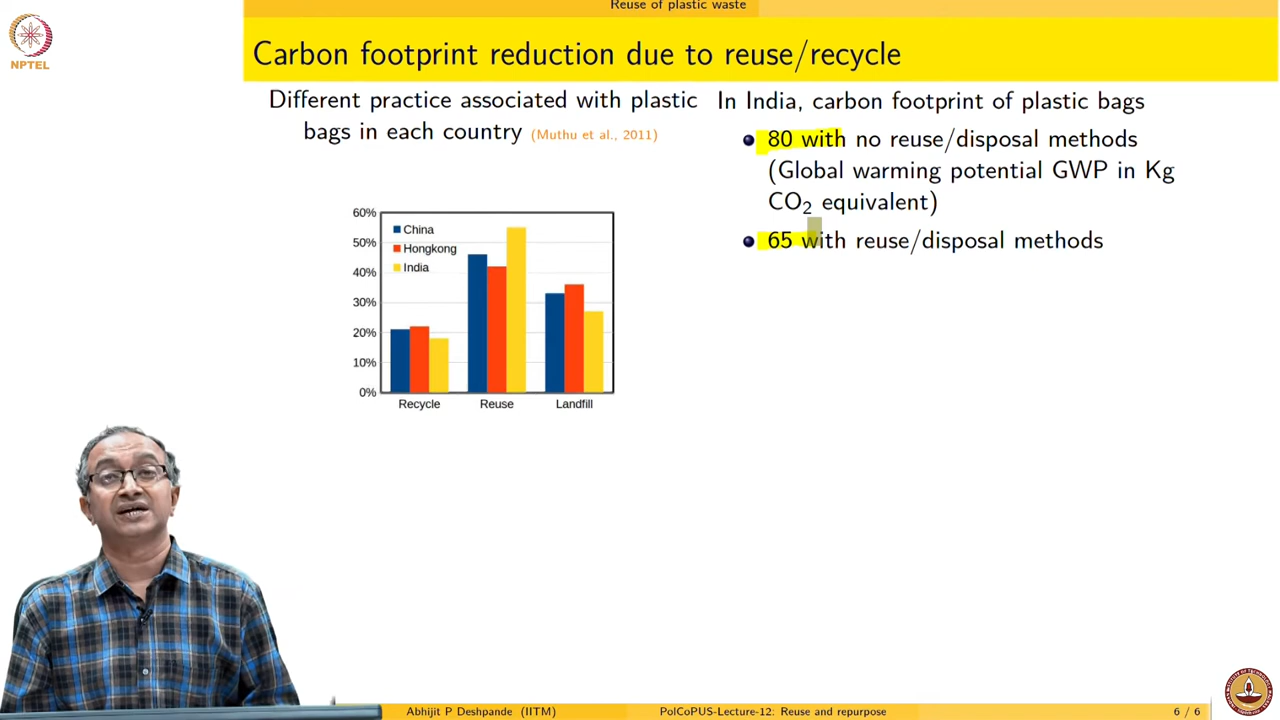 Reuse of plastic waste
NPTEL
Carbon footprint reduction due to reuse/recycle
Different practice associated with plastic
bags in each country (Muthu et al., 2011)
60%
50%
40%
30%
20%
10%
0%
China
Hongkong
India
Recycle Reuse Landfill
In India, carbon footprint of plastic bags
80 with no reuse/disposal methods
(Global warming potential GWP in Kg
CO₂ equivalent)
65 with reuse/disposal methods
Abhijit P Deshpande (IITM) PolCoPUS-Lecture-12: Reuse and repurpose 6 / 6